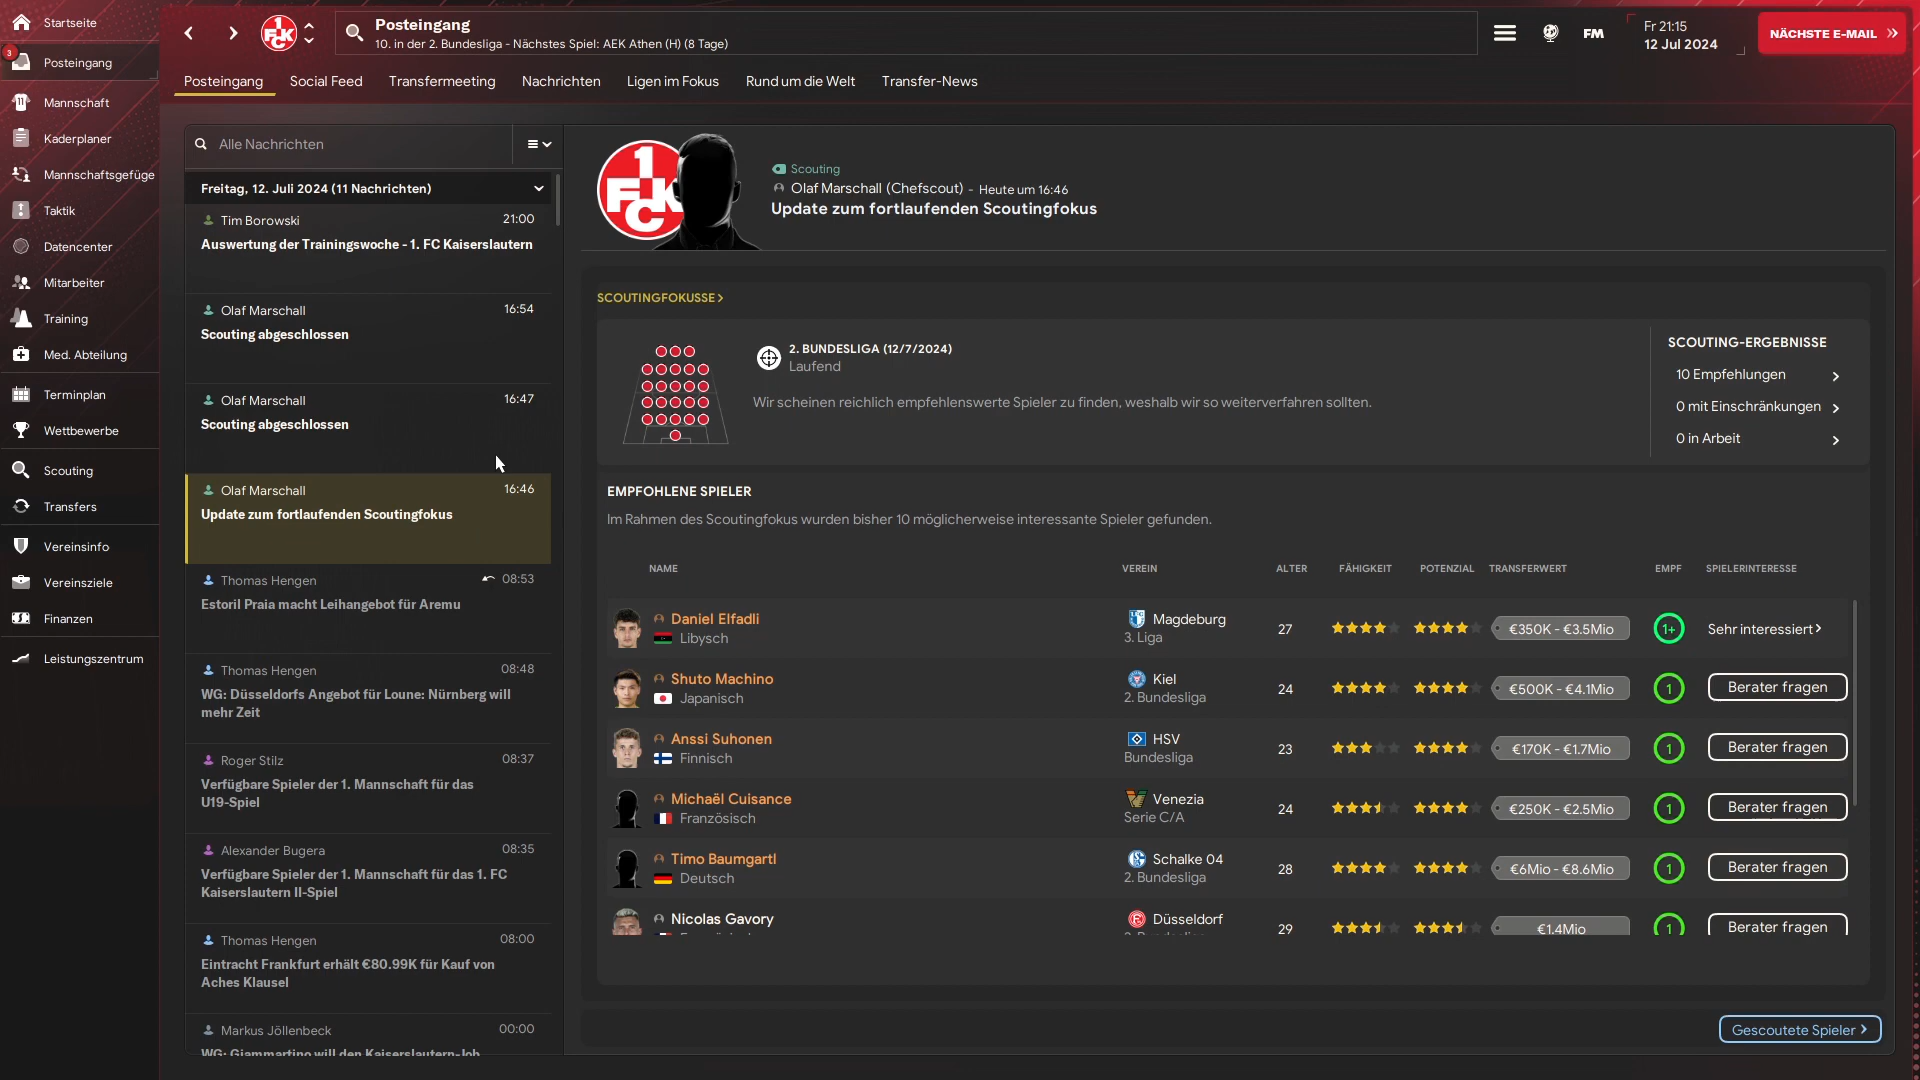 Startseite
3
Posteingang
Mannschaft
Kaderplaner
Mannschaftsgefüge
Taktik
Datencenter
Mitarbeiter
Training
Med. Abteilung
Terminplan
Wettbewerbe
Scouting
Transfers
Vereinsinfo
Vereinsziele
Finanzen
Leistungszentrum
Posteingang
10. in der 2. Bundesliga - Nächstes Spiel: AEK Athen (H) (8 Tage)
FM
Fr 21:15
12 Jul 2024
NÄCHSTE E-MAIL
Posteingang Social Feed Transfermeeting Nachrichten Ligen im Fokus Rund um die Welt Transfer-News
Alle Nachrichten
Freitag, 12. Juli 2024 (11 Nachrichten)
Tim Borowski 21:00
Auswertung der Trainingswoche - 1. FC Kaiserslautern
Olaf Marschall 16:54
Scouting abgeschlossen
Olaf Marschall 16:47
Scouting abgeschlossen
Olaf Marschall 16:46
Update zum fortlaufenden Scoutingfokus
Thomas Hengen 08:53
Estoril Praia macht Leihangebot für Aremu
Thomas Hengen 08:48
WG: Düsseldorfs Angebot für Loune: Nürnberg will
mehr Zeit
Roger Stilz 08:37
Verfügbare Spieler der 1. Mannschaft für das
U19-Spiel
Alexander Bugera 08:35
Verfügbare Spieler der 1. Mannschaft für das 1. FC
Kaiserslautern II-Spiel
Thomas Hengen 08:00
Eintracht Frankfurt erhält €80.99K für Kauf von
Aches Klausel
Markus Jöllenbeck 00:00
WG: Giammartino will den Kaiserslautern-Job
1
FCK
Scouting
Olaf Marschall (Chefscout) - Heute um 16:46
Update zum fortlaufenden Scoutingfokus
SCOUTINGFOKUSSE
2. BUNDESLIGA (12/7/2024)
Laufend
Wir scheinen reichlich empfehlenswerte Spieler zu finden, weshalb wir so weiterverfahren sollten.
SCOUTING-ERGEBNISSE
10 Empfehlungen
0 mit Einschränkungen
0 in Arbeit
EMPFOHLENE SPIELER
Im Rahmen des Scoutingfokus wurden bisher 10 möglicherweise interessante Spieler gefunden.
NAME VEREIN ALTER FÄHIGKEIT POTENZIAL TRANSFERWERT EMPF SPIELERINTERESSE
Daniel Elfadli Magdeburg 27 €350K - €3.5Mio 1+ Sehr interessiert
Libysch 3. Liga
Shuto Machino Kiel 24 €500K - €4.1Mio 1 Berater fragen
Japanisch 2. Bundesliga
Anssi Suhonen HSV 23 €170K - €1.7Mio 1 Berater fragen
Finnisch Bundesliga
Michaël Cuisance Venezia 24 €250K - €2.5Mio 1 Berater fragen
Französisch Serie C/A
Timo Baumgartl Schalke 04 28 €6Mio - €8.6Mio 1 Berater fragen
Deutsch 2. Bundesliga
Nicolas Gavory Düsseldorf 29 €1.4Mio 1 Berater fragen
Gescoutete Spieler